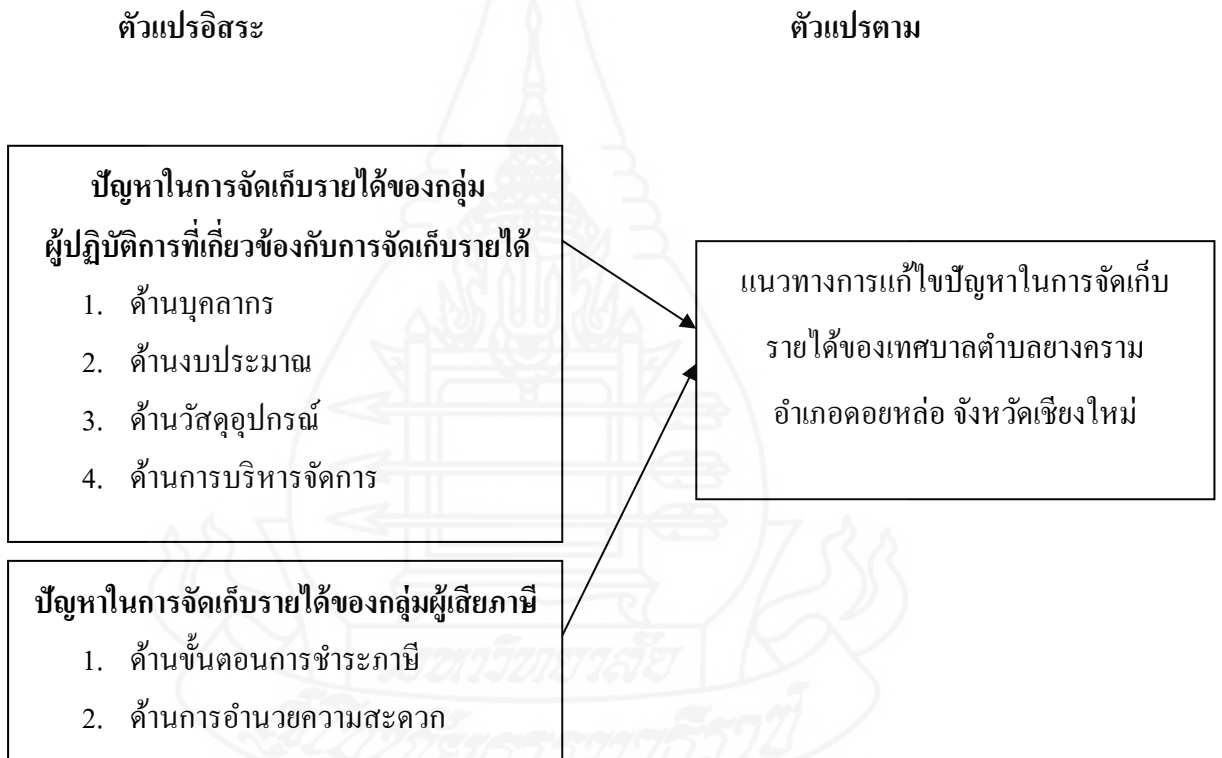 ตัวแปรอิสระ
ตัวแปรตาม
ปัญหาในการจัดเก็บรายได้ของกลุ่ม
ผู้ปฏิบัติการที่เกี่ยวข้องกับการจัดเก็บรายได้
1. ด้านบุคลากร
2. ด้านงบประมาณ
3. ด้านวัสดุอุปกรณ์
4. ด้านการบริหารจัดการ
ปัญหาในการจัดเก็บรายได้ของกลุ่มผู้เสียภาษี
1. ด้านขั้นตอนการชำระภาษี
2. ด้านการอำนวยความสะดวก
แนวทางการแก้ไขปัญหาในการจัดเก็บ
รายได้ของเทศบาลตำบลยางคราม
อำเภอดอยหล่อ จังหวัดเชียงใหม่